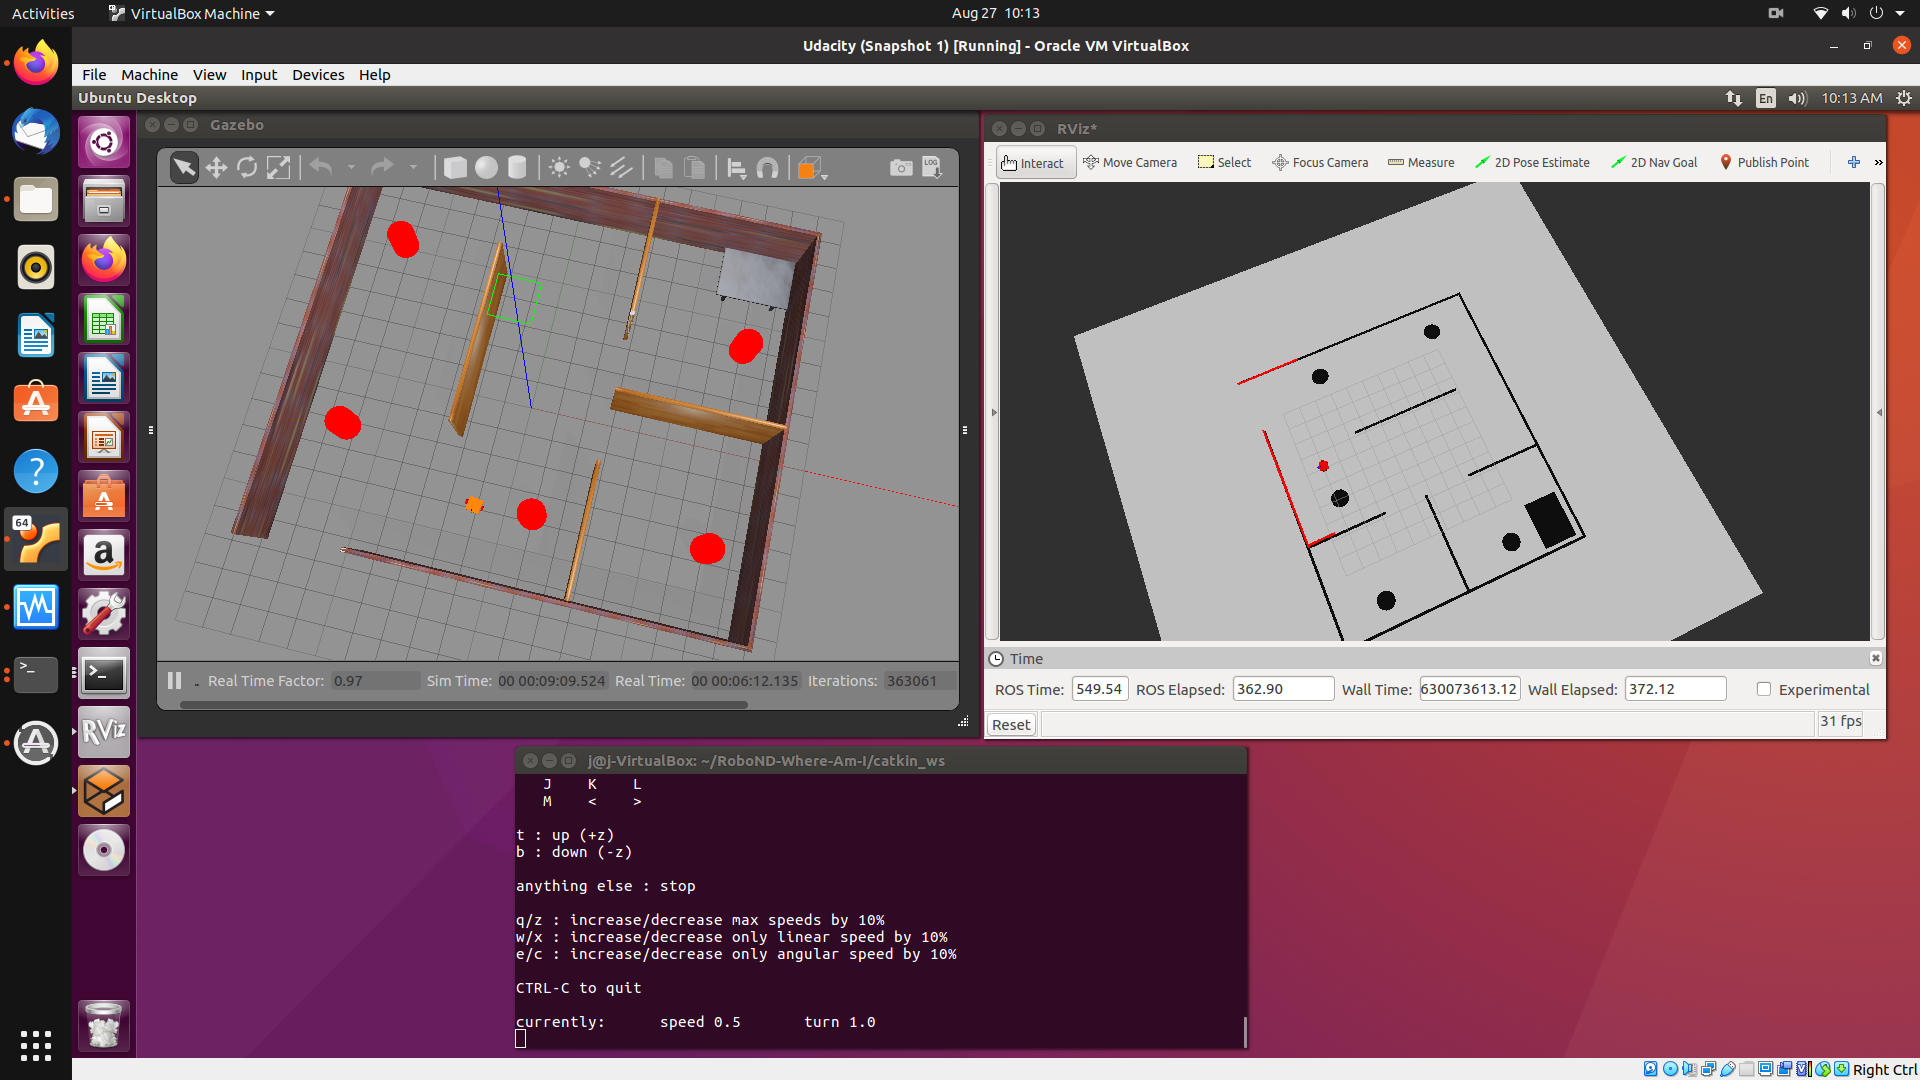 Activities
VirtualBox Machine
Aug 27 10:13
Udacity (Snapshot 1) [Running] - Oracle VM VirtualBox
File Machine View Input Devices Help
Ubuntu Desktop
En
10:13 AM
Gazebo
LOG
Real Time Factor: 0.97 Sim Time: 00 00:09:09.524 Real Time: 00 00:06:12.135 Iterations: 363061
RViz*
Interact Move Camera Select Focus Camera Measure 2D Pose Estimate 2D Nav Goal Publish Point
Time
ROS Time: 549.54 ROS Elapsed: 362.90 Wall Time: 630073613.12 Wall Elapsed: 372.12 Experimental
Reset
31 fps
j@j-VirtualBox: ~/RoboND-Where-Am-I/catkin_ws
J K L
M < >
t : up (+z)
b : down (-z)
anything else : stop
q/z : increase/decrease max speeds by 10%
w/x : increase/decrease only linear speed by 10%
e/c : increase/decrease only angular speed by 10%
CTRL-C to quit
currently: speed 0.5 turn 1.0
64
RViz
Right Ctrl